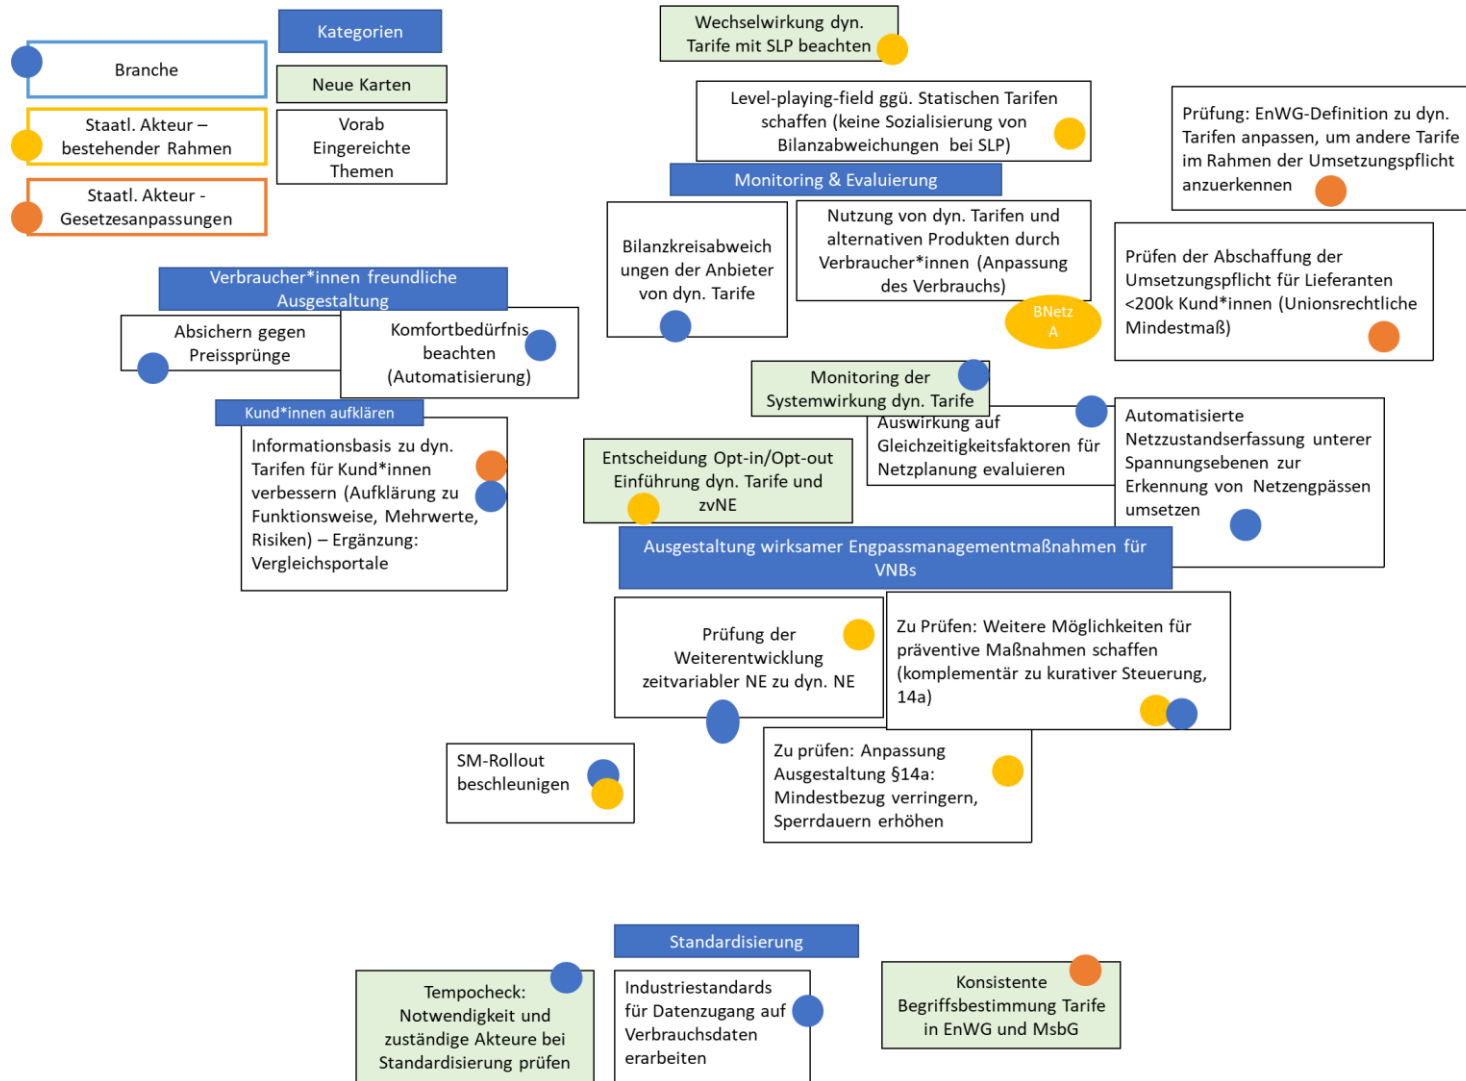 Kategorien
Branche
Neue Karten
Staatl. Akteur –
bestehender Rahmen
Vorab
Eingereichte
Themen
Staatl. Akteur -
Gesetzesanpassungen
Wechselwirkung dyn.
Tarife mit SLP beachten
Level-playing-field ggü. Statischen Tarifen
schaffen (keine Sozialisierung von
Bilanzabweichungen bei SLP)
Prüfung: EnWG-Definition zu dyn.
Tarifen anpassen, um andere Tarife
im Rahmen der Umsetzungspflicht
anzuerkennen
Monitoring & Evaluierung
Bilanzkreisabweich
ungen der Anbieter
von dyn. Tarife
Nutzung von dyn. Tarifen und
alternativen Produkten durch
Verbraucher*innen (Anpassung
des Verbrauchs)
BNetz
A
Prüfen der Abschaffung der
Umsetzungspflicht für Lieferanten
<200k Kund*innen (Unionsrechtliche
Mindestmaß)
Verbraucher*innen freundliche
Ausgestaltung
Absichern gegen
Preissprünge
Komfortbedürfnis
beachten
(Automatisierung)
Kund*innen aufklären
Informationsbasis zu dyn.
Tarifen für Kund*innen
verbessern (Aufklärung zu
Funktionsweise, Mehrwerte,
Risiken) – Ergänzung:
Vergleichsportale
Monitoring der
Systemwirkung dyn. Tarife
Auswirkung auf
Gleichzeitigkeitsfaktoren für
Netzplanung evaluieren
Automatisierte
Netzzustandserfassung unterer
Spannungsebenen zur
Erkennung von Netzengpässen
umsetzen
Entscheidung Opt-in/Opt-out
Einführung dyn. Tarife und
zvNE
Ausgestaltung wirksamer Engpassmanagementmaßnahmen für
VNBs
Prüfung der
Weiterentwicklung
zeitvariabler NE zu dyn. NE
Zu Prüfen: Weitere Möglichkeiten für
präventive Maßnahmen schaffen
(komplementär zu kurativer Steuerung,
14a)
SM-Rollout
beschleunigen
Zu prüfen: Anpassung
Ausgestaltung §14a:
Mindestbezug verringern,
Sperrdauern erhöhen
Standardisierung
Tempocheck:
Notwendigkeit und
zuständige Akteure bei
Standardisierung prüfen
Industriestandards
für Datenzugang auf
Verbrauchsdaten
erarbeiten
Konsistente
Begriffsbestimmung Tarife
in EnWG und MsbG